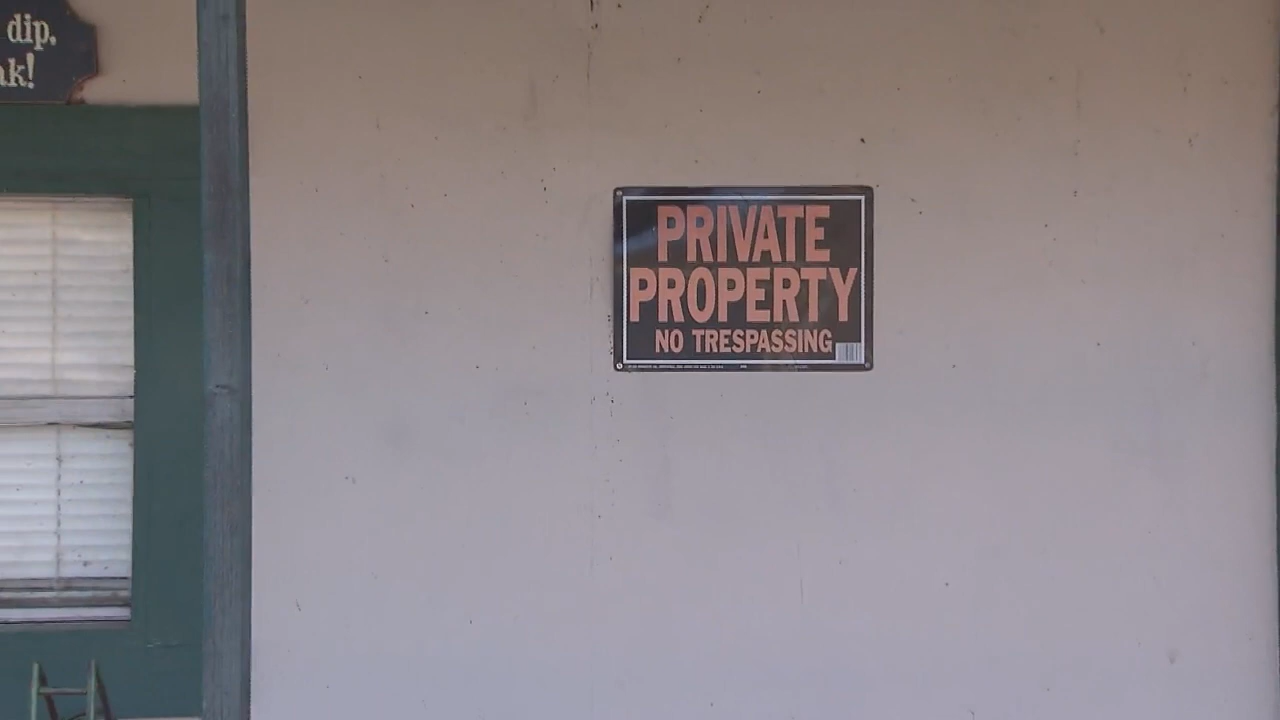 dip.
ak!
PRIVATE
PROPERTY
NO TRESPASSING